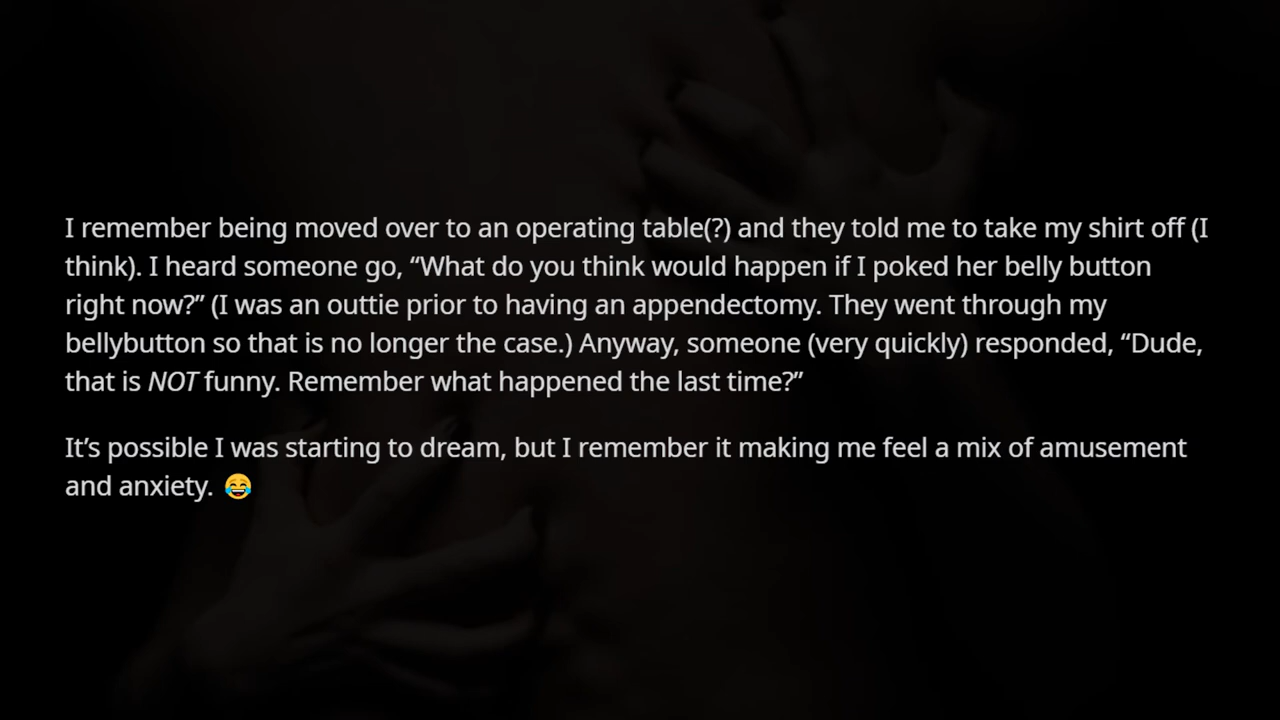 I remember being moved over to an operating table(?) and they told me to take my shirt off (I
think). I heard someone go, “What do you think would happen if I poked her belly button
right now?” (I was an outtie prior to having an appendectomy. They went through my
bellybutton so that is no longer the case.) Anyway, someone (very quickly) responded, “Dude,
that is NOT funny. Remember what happened the last time?”
It’s possible I was starting to dream, but I remember it making me feel a mix of amusement
and anxiety. 😂